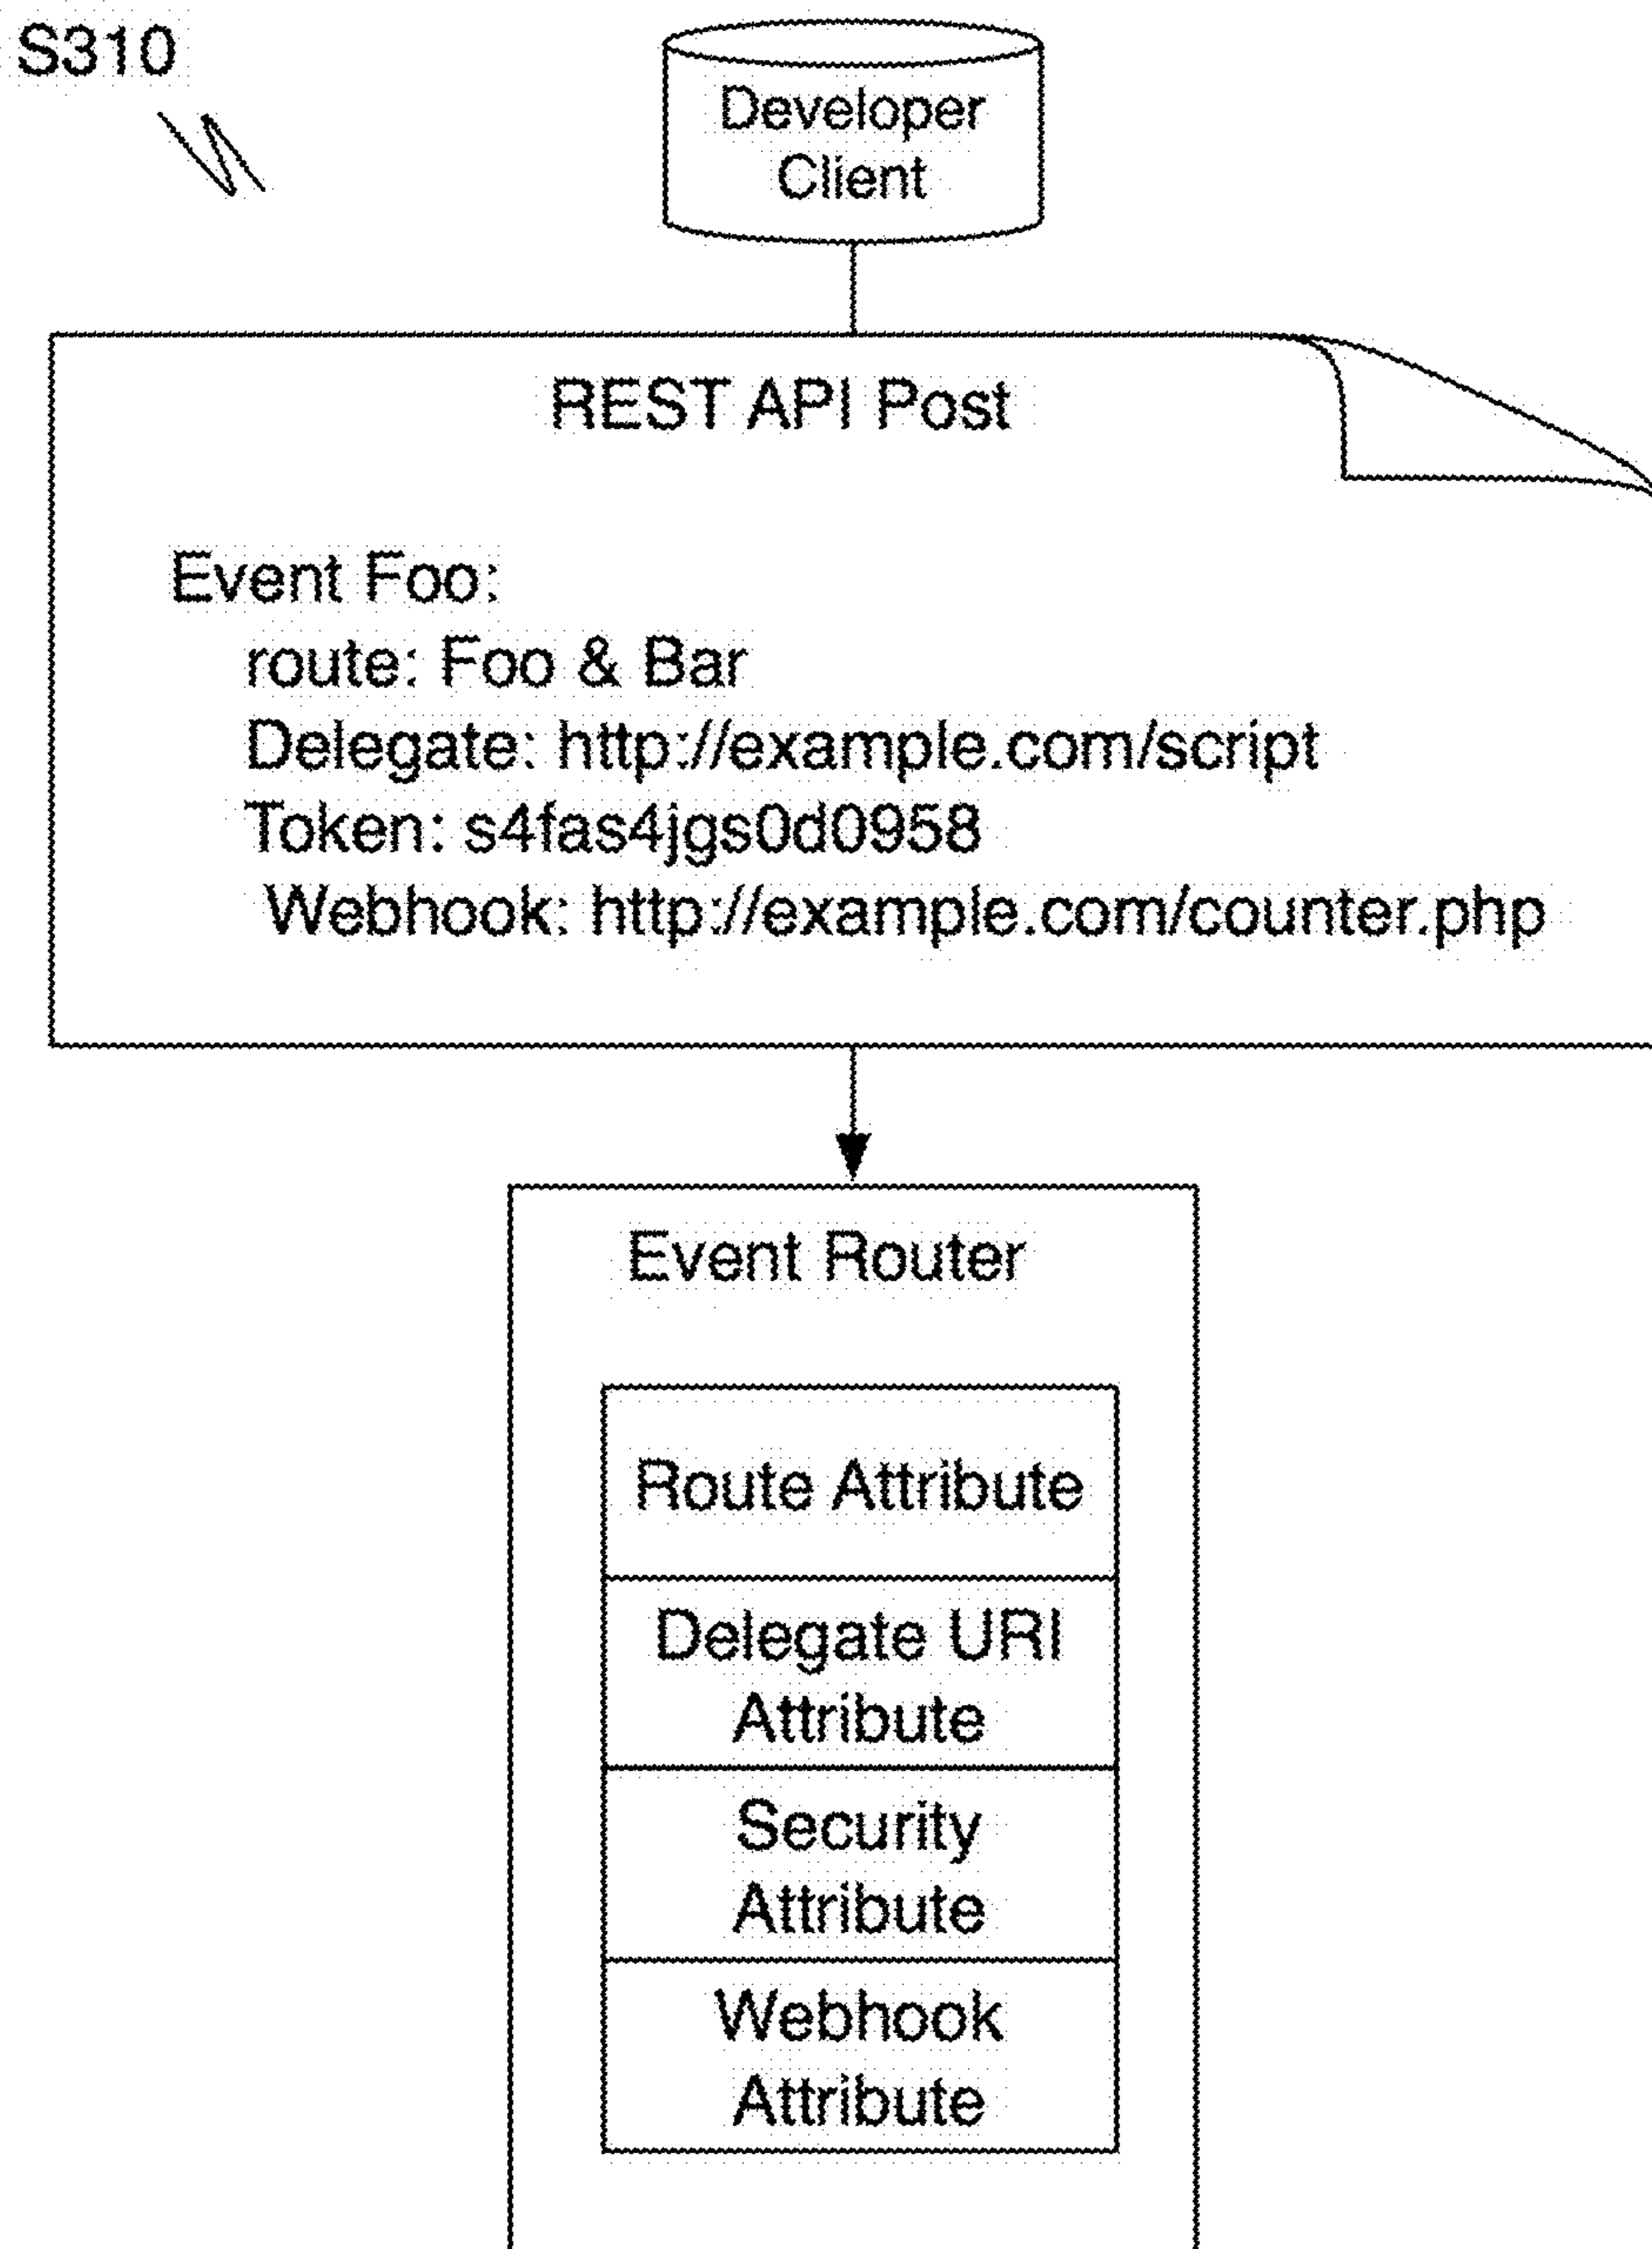 S310
Developer
Client
REST API Post
Event Foo:
route: Foo & Bar
Delegate: http://example.com/script
Token: s4fas4jgs0d0958
Webhook: http://example.com/counter.php
Event Router
Route Attribute
Delegate URI
Attribute
Security
Attribute
Webhook
Attribute